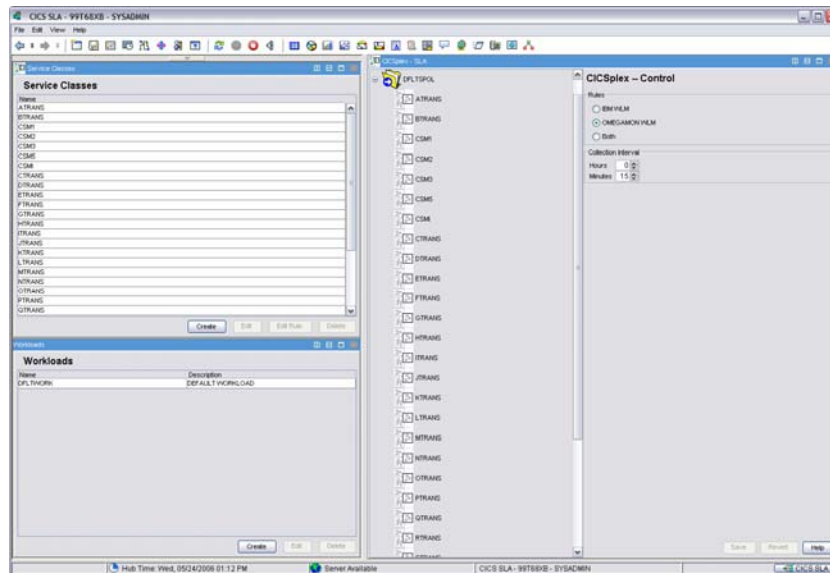 CICS SLA - 99T68XB - SYSADMIN
File Edit View Help
Service Classes
Service Classes
Name
ATRANS
BTRANS
CSM1
CSM2
CSM3
CSM5
CSMI
CTRANS
DTRANS
ETRANS
FTRANS
GTRANS
HTRANS
ITRANS
JTRANS
KTRANS
LTRANS
MTRANS
NTRANS
OTRANS
PTRANS
QTRANS
Create Edit Edit Rule Delete
Workloads
Workloads
Name Description
DFLTWORK DEFAULT WORKLOAD
Create Edit Delete
CICSplex - SLA
DFLTSPOL
ATRANS
BTRANS
CSM1
CSM2
CSM3
CSM5
CSMI
CTRANS
DTRANS
ETRANS
FTRANS
GTRANS
HTRANS
ITRANS
JTRANS
KTRANS
LTRANS
MTRANS
NTRANS
OTRANS
PTRANS
QTRANS
RTRANS
CICSplex -- Control
Rules
IBM WLM
OMEGAMON WLM
Both
Collection Interval
Hours 0
Minutes 15
Save Revert Help
Hub Time: Wed, 05/24/2006 01:12 PM Server Available CICS SLA - 99T68XB - SYSADMIN CICS SLA